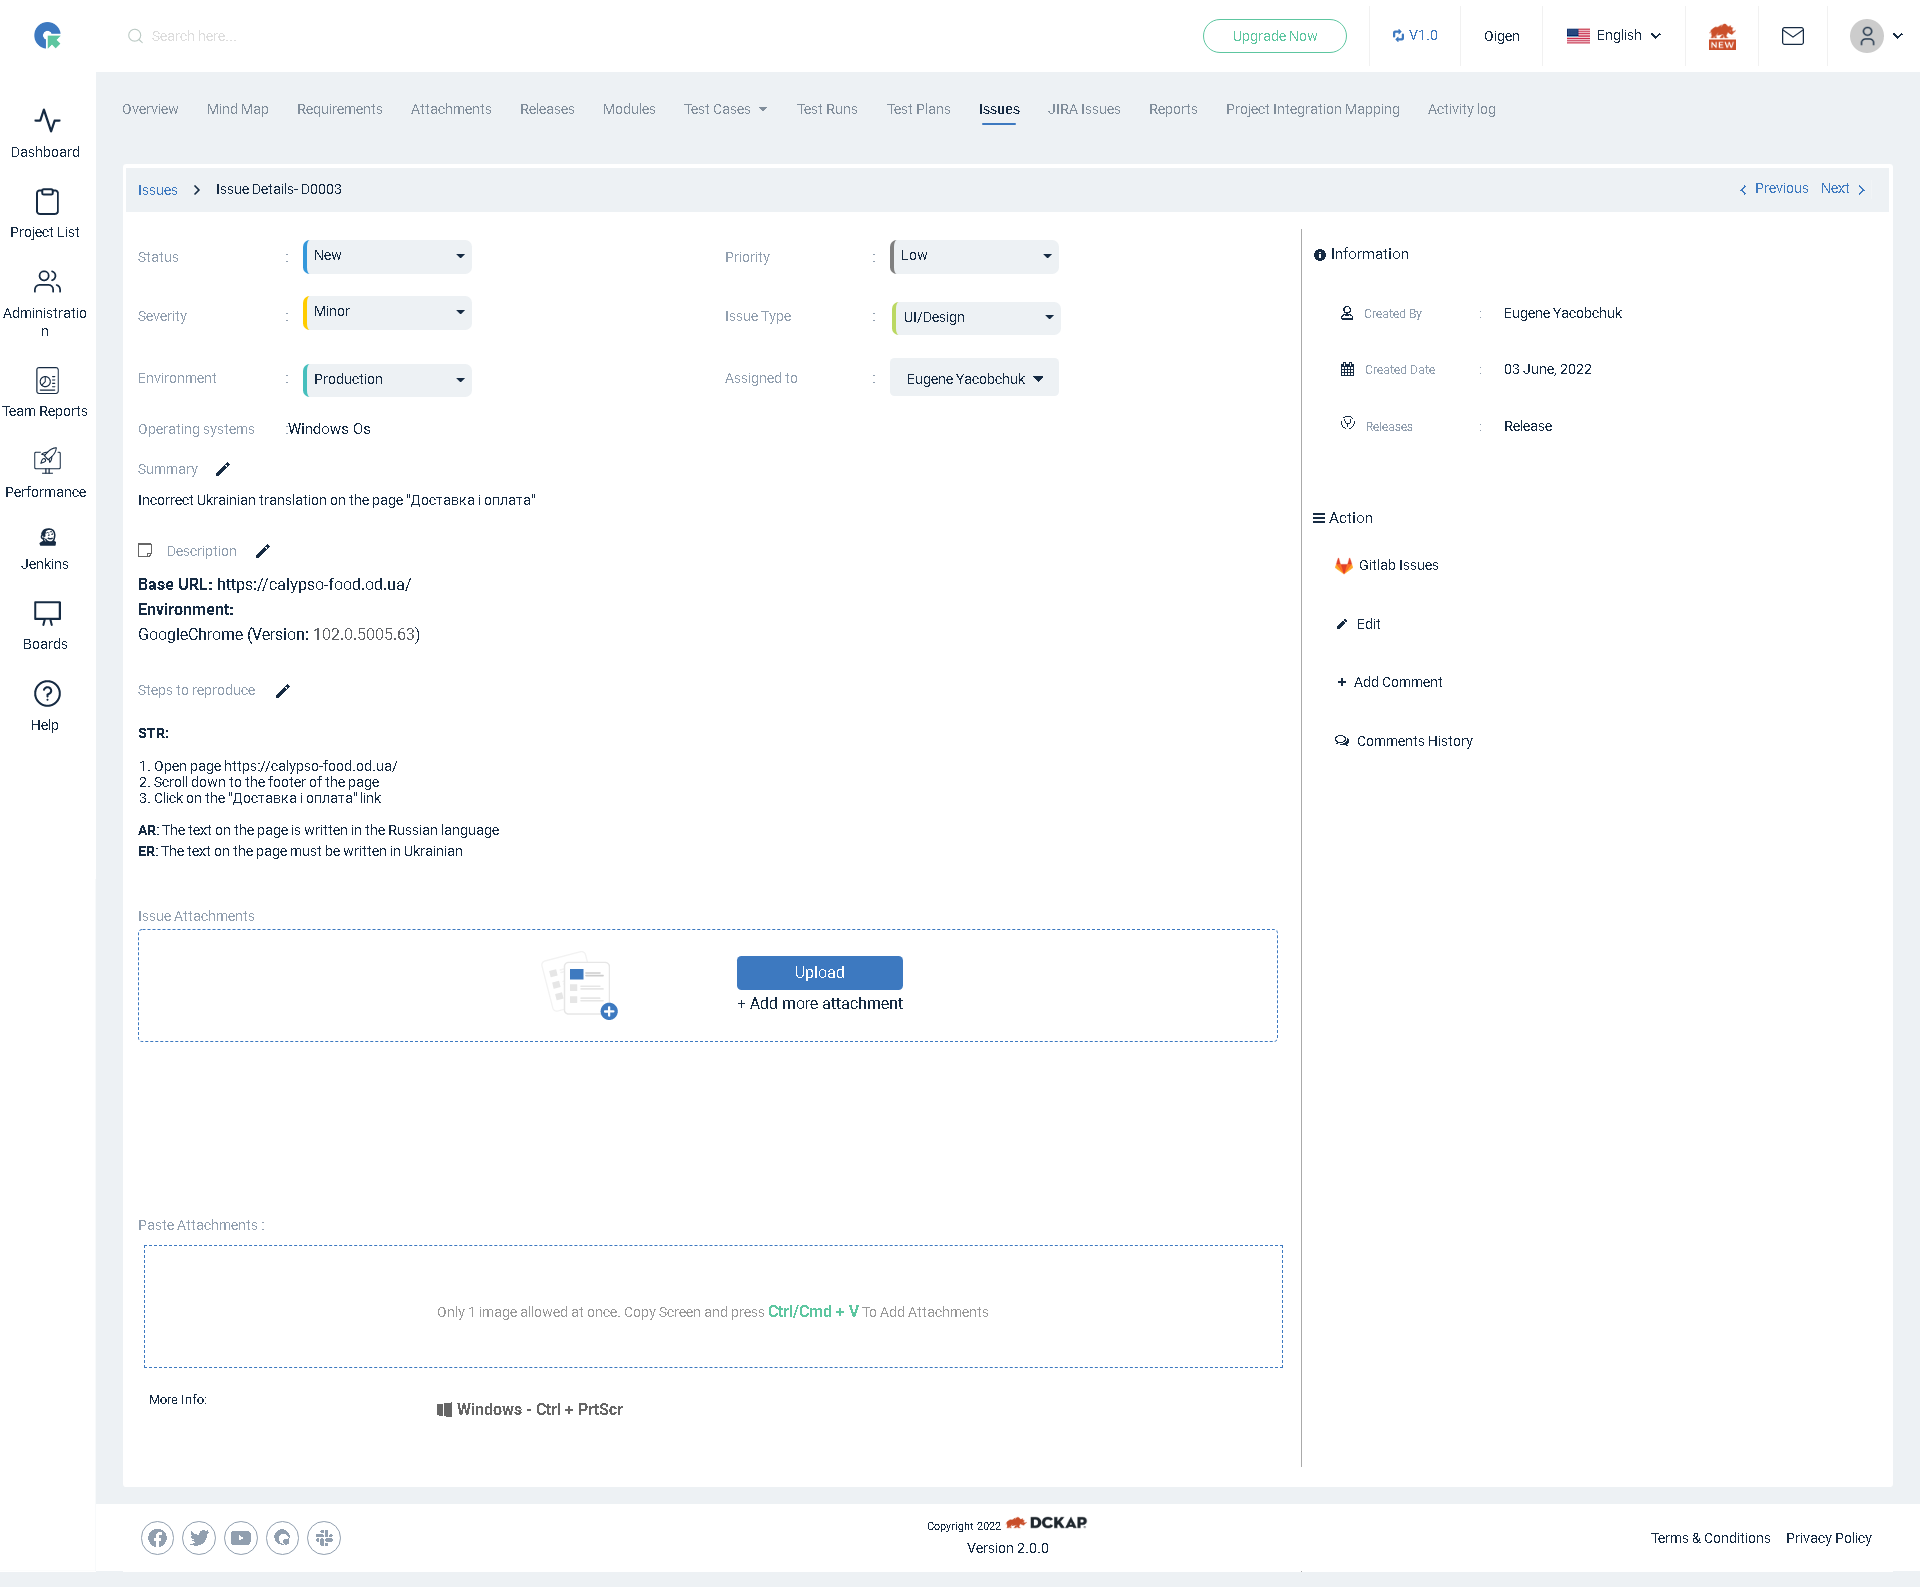 Search here...
Upgrade Now
V1.0
Oigen
English
NEW
Dashboard
Project List
Administratio
n
Team Reports
Performance
Jenkins
Boards
Help
Overview Mind Map Requirements Attachments Releases Modules Test Cases Test Runs Test Plans Issues JIRA Issues Reports Project Integration Mapping Activity log
Issues > Issue Details- D0003
Previous Next
Status : New
Priority : Low
Severity : Minor
Issue Type : UI/Design
Environment : Production
Assigned to : Eugene Yacobchuk
Operating systems :Windows Os
Summary
Incorrect Ukrainian translation on the page "Доставка і оплата"
Description
Base URL: https://calypso-food.od.ua/
Environment:
GoogleChrome (Version: 102.0.5005.63)
Steps to reproduce
STR:
1. Open page https://calypso-food.od.ua/
2. Scroll down to the footer of the page
3. Click on the "Доставка і оплата" link
AR: The text on the page is written in the Russian language
ER: The text on the page must be written in Ukrainian
Issue Attachments
Upload
+ Add more attachment
Paste Attachments :
Only 1 image allowed at once. Copy Screen and press Ctrl/Cmd + V To Add Attachments
More Info:
Windows - Ctrl + PrtScr
Information
Created By : Eugene Yacobchuk
Created Date : 03 June, 2022
Releases : Release
Action
Gitlab Issues
Edit
+ Add Comment
Comments History
Copyright 2022 DCKAP
Version 2.0.0
Terms & Conditions Privacy Policy